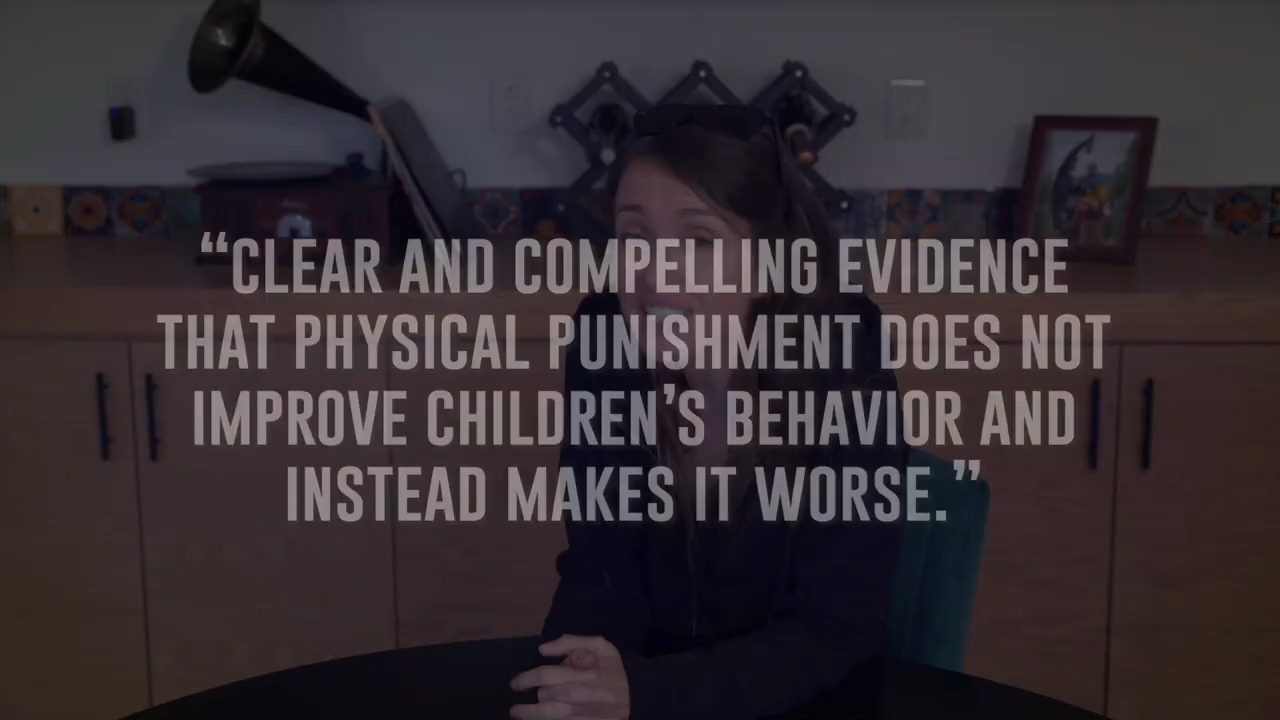 “CLEAR AND COMPELLING EVIDENCE
THAT PHYSICAL PUNISHMENT DOES NOT
IMPROVE CHILDREN’S BEHAVIOR AND
INSTEAD MAKES IT WORSE.”